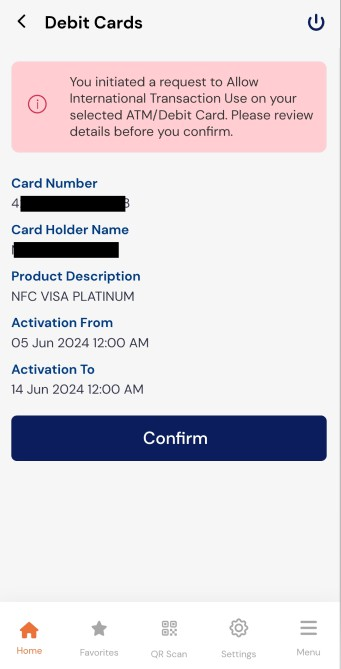 Debit Cards
You initiated a request to Allow
International Transaction Use on your
selected ATM/Debit Card. Please review
details before you confirm.
Card Number
4 8
Card Holder Name
Product Description
NFC VISA PLATINUM
Activation From
05 Jun 2024 12:00 AM
Activation To
14 Jun 2024 12:00 AM
Confirm
Home Favorites QR Scan Settings Menu